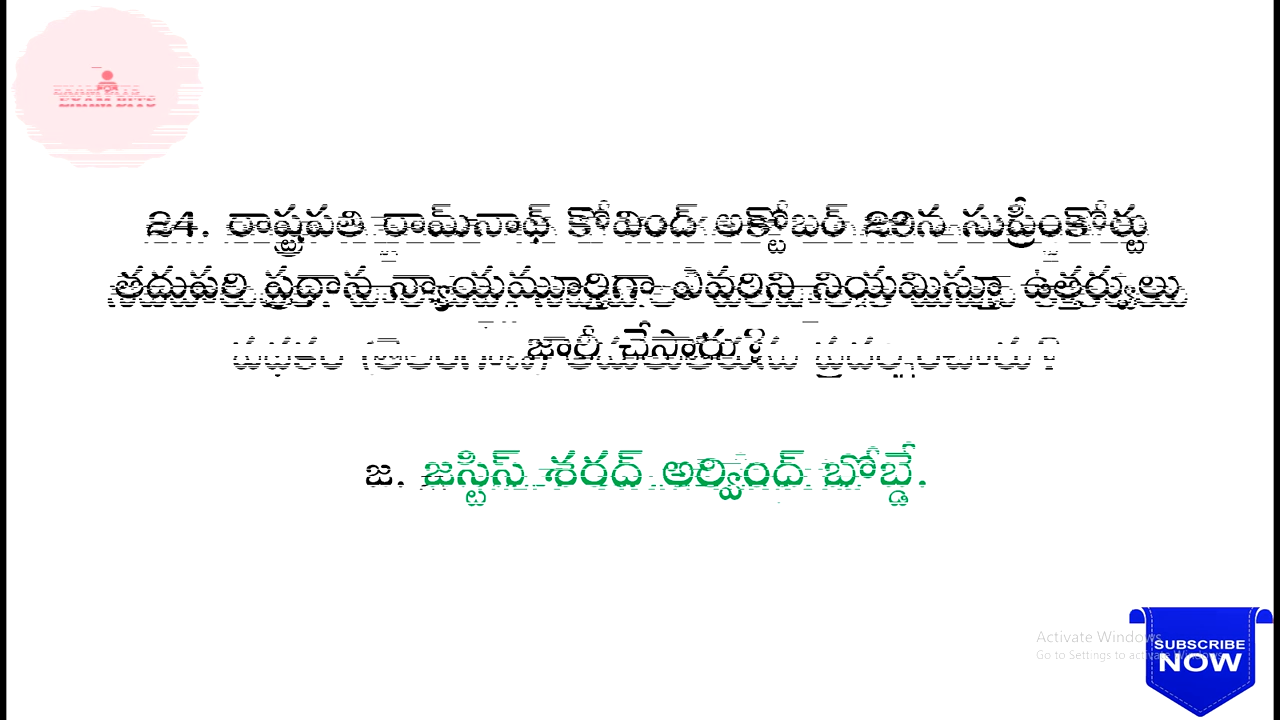 24. రాష్ట్రపతి రామ్‌నాథ్ కోవింద్ అక్టోబర్ 29న సుప్రీంకోర్టు
తదుపరి ప్రధాన న్యాయమూర్తిగా ఎవరిని నియమిస్తూ ఉత్తర్వులు
జారీ చేసారు?
జ. జస్టిస్ శరద్ అర్వింద్ బోబ్డే.
Activate Windows
Go to Settings to activate Windows.
SUBSCRIBE
NOW